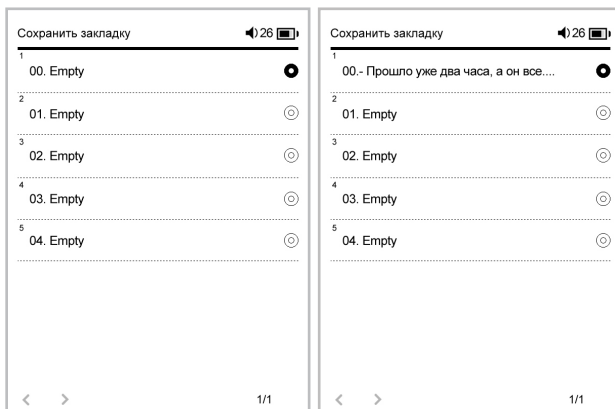 Сохранить закладку 26
1
00. Empty
2
01. Empty
3
02. Empty
4
03. Empty
5
04. Empty
1/1
Сохранить закладку 26
1
00.- Прошло уже два часа, а он все....
2
01. Empty
3
02. Empty
4
03. Empty
5
04. Empty
1/1